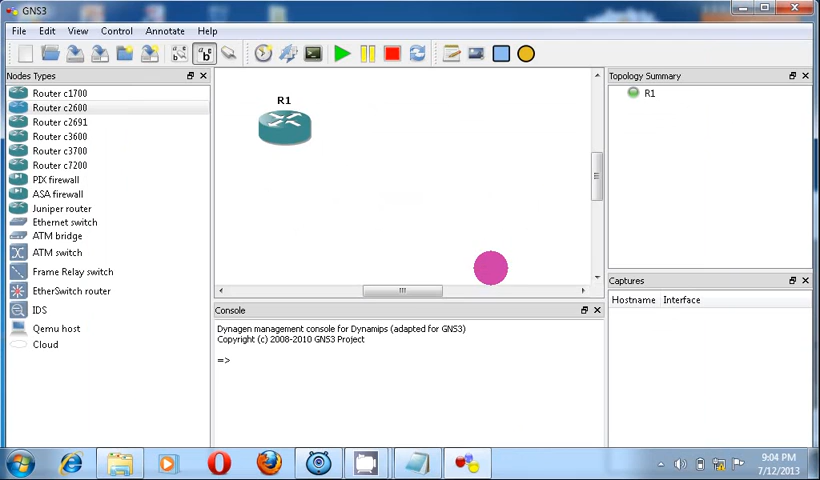 GNS3
File Edit View Control Annotate Help
Nodes Types
Router c1700
Router c2600
Router c2691
Router c3600
Router c3700
Router c7200
PIX firewall
ASA firewall
Juniper router
Ethernet switch
ATM bridge
ATM switch
Frame Relay switch
EtherSwitch router
IDS
Qemu host
Cloud
R1
Topology Summary
R1
Captures
Hostname Interface
Console
Dynagen management console for Dynamips (adapted for GNS3)
Copyright (c) 2008-2010 GNS3 Project
=>
9:04 PM
7/12/2013